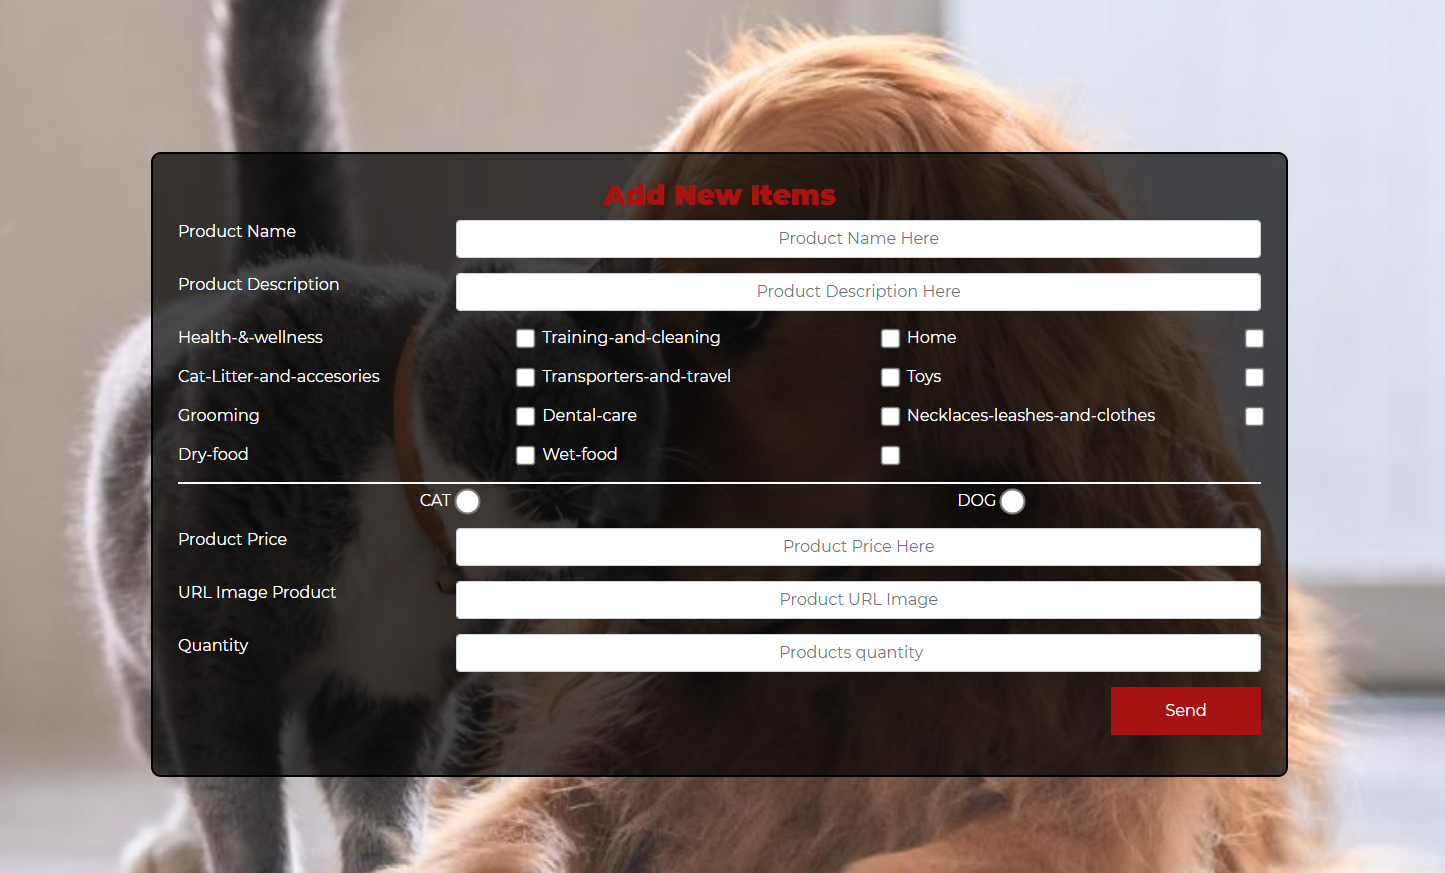 Add New Items
Product Name Product Name Here
Product Description Product Description Here
Health-&-wellness Training-and-cleaning Home
Cat-Litter-and-accesories Transporters-and-travel Toys
Grooming Dental-care Necklaces-leashes-and-clothes
Dry-food Wet-food
CAT DOG
Product Price Product Price Here
URL Image Product Product URL Image
Quantity Products quantity
Send